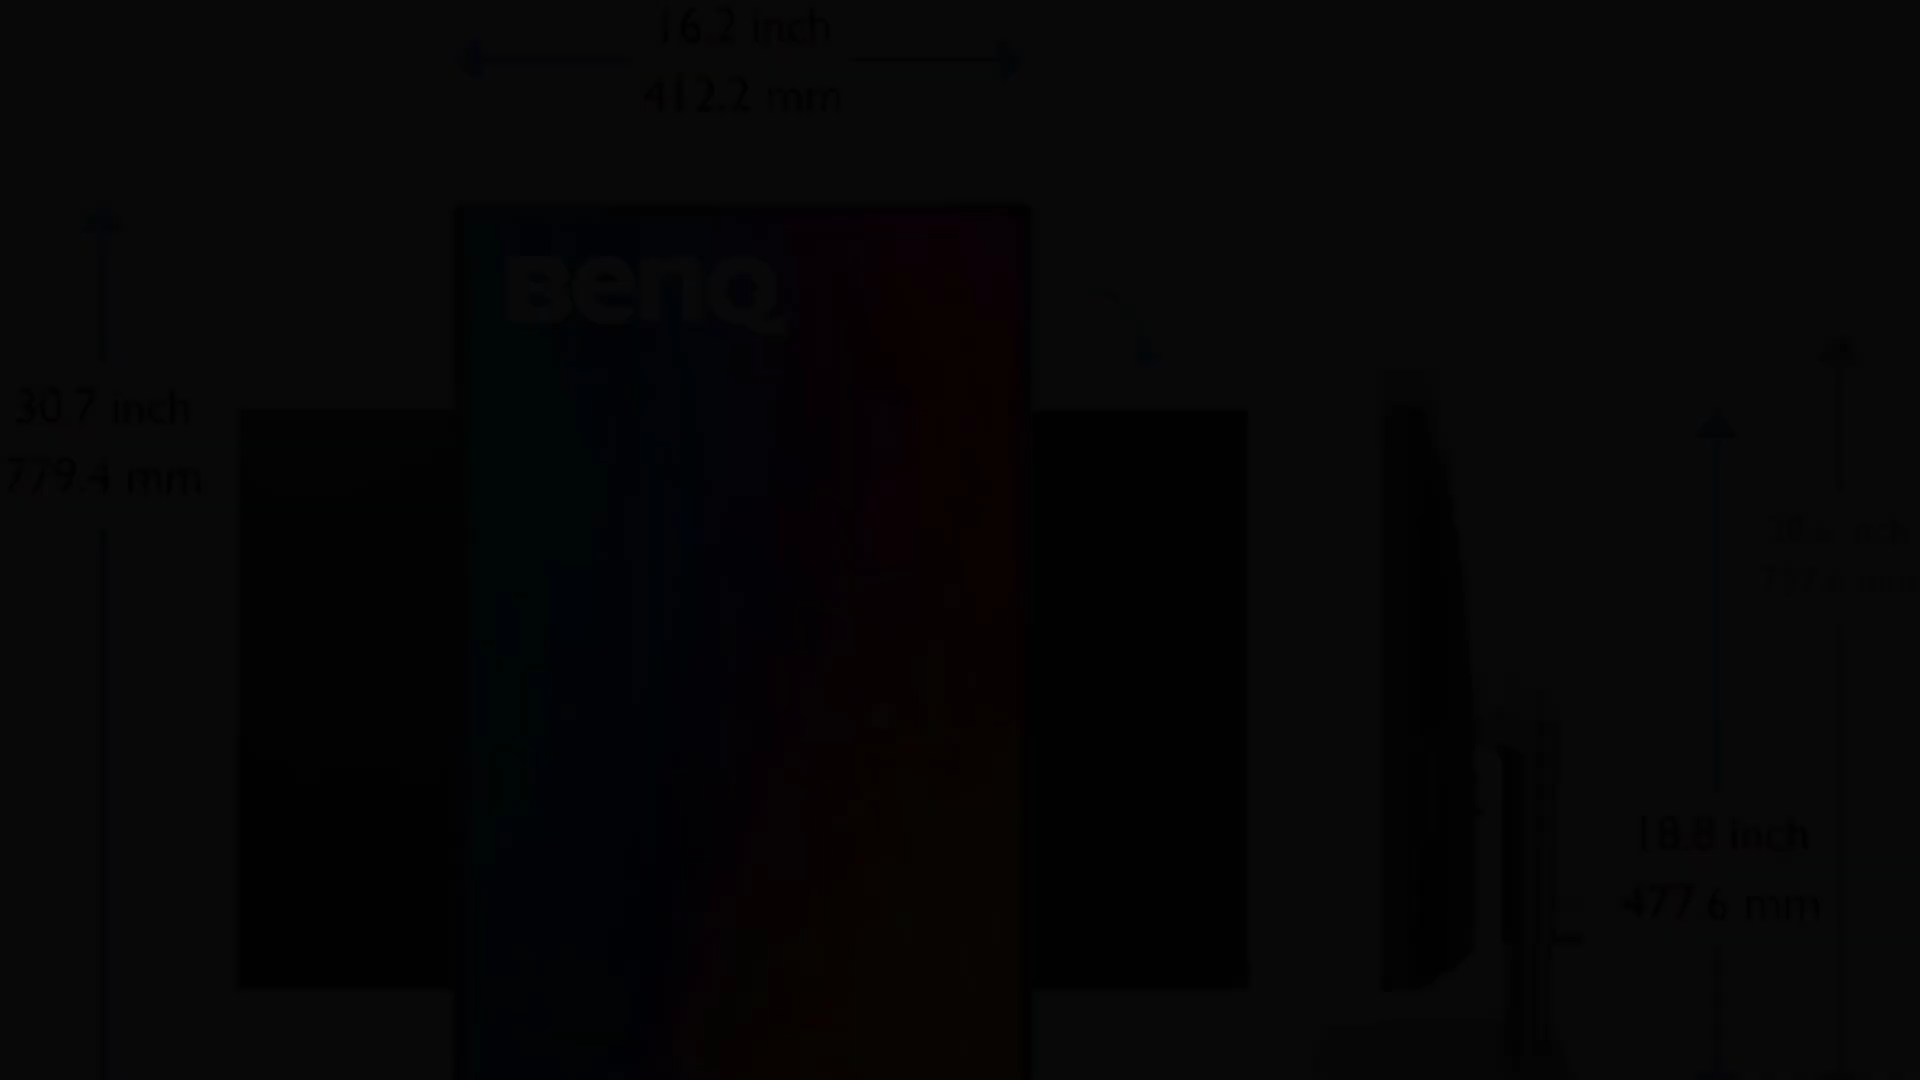 16.2 inch
412.2 mm
BenQ
30.7 inch
779.4 mm
18.8 inch
477.6 mm